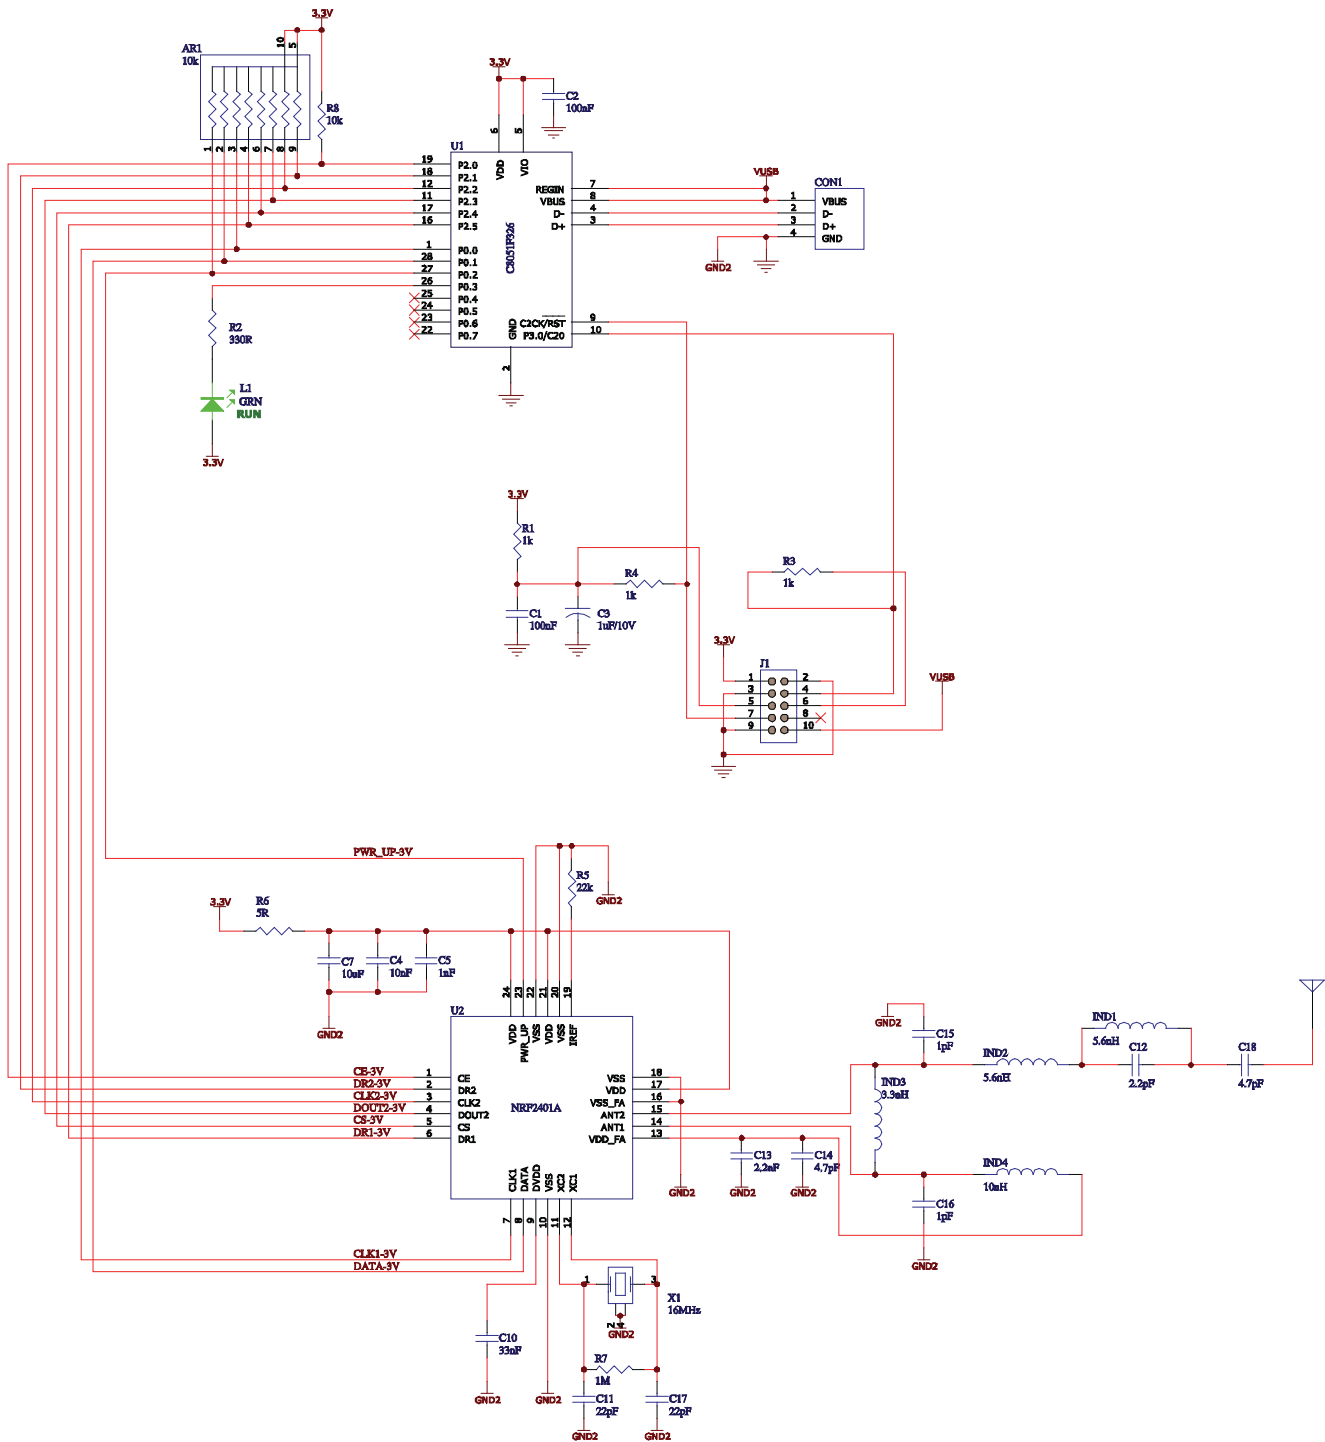 3.3V
AR1
10k
10
5
R8
10k
1
2
3
4
6
7
8
9
3.3V
C2
100nF
6
5
U1
VDD
VIO
C8051F326
19 P2.0
18 P2.1
12 P2.2
11 P2.3
17 P2.4
16 P2.5
1 P0.0
28 P0.1
27 P0.2
26 P0.3
25 P0.4
24 P0.5
23 P0.6
22 P0.7
REGIN 7
VBUS 8
D- 4
D+ 3
C2CK/RST 9
P3.0/C20 10
GND
2
VUSB
CON1
1 VBUS
2 D-
3 D+
4 GND
GND2
R2
330R
L1
GRN
RUN
3.3V
3.3V
R1
1k
C1
100nF
C3
1uF/10V
R4
1k
R3
1k
3.3V
J1
1 2
3 4
5 6
7 8
9 10
VUSB
PWR_UP-3V
R5
22k
GND2
3.3V
R6
5R
C7
10uF
C4
10nF
C5
1nF
GND2
24
23
22
21
20
19
U2
VDD
PWR_UP
VSS
VDD
VSS
IREF
NRF2401A
CE-3V 1 CE
DR2-3V 2 DR2
CLK2-3V 3 CLK2
DOUT2-3V 4 DOUT2
CS-3V 5 CS
DR1-3V 6 DR1
VSS 18
VDD 17
VSS_FA 16
ANT2 15
ANT1 14
VDD_FA 13
CLK1
DATA
DVDD
VSS
XC2
XC1
7
8
9
10
11
12
GND2
C13
2.2nF
GND2
C14
4.7pF
GND2
GND2
C15
1pF
IND3
3.3nH
IND2
5.6nH
IND1
5.6nH
C12
2.2pF
C18
4.7pF
IND4
10nH
C16
1pF
GND2
CLK1-3V
DATA-3V
C10
33nF
GND2
GND2
1
3
2
4
X1
16MHz
GND2
R7
1M
C11
22pF
GND2
C17
22pF
GND2